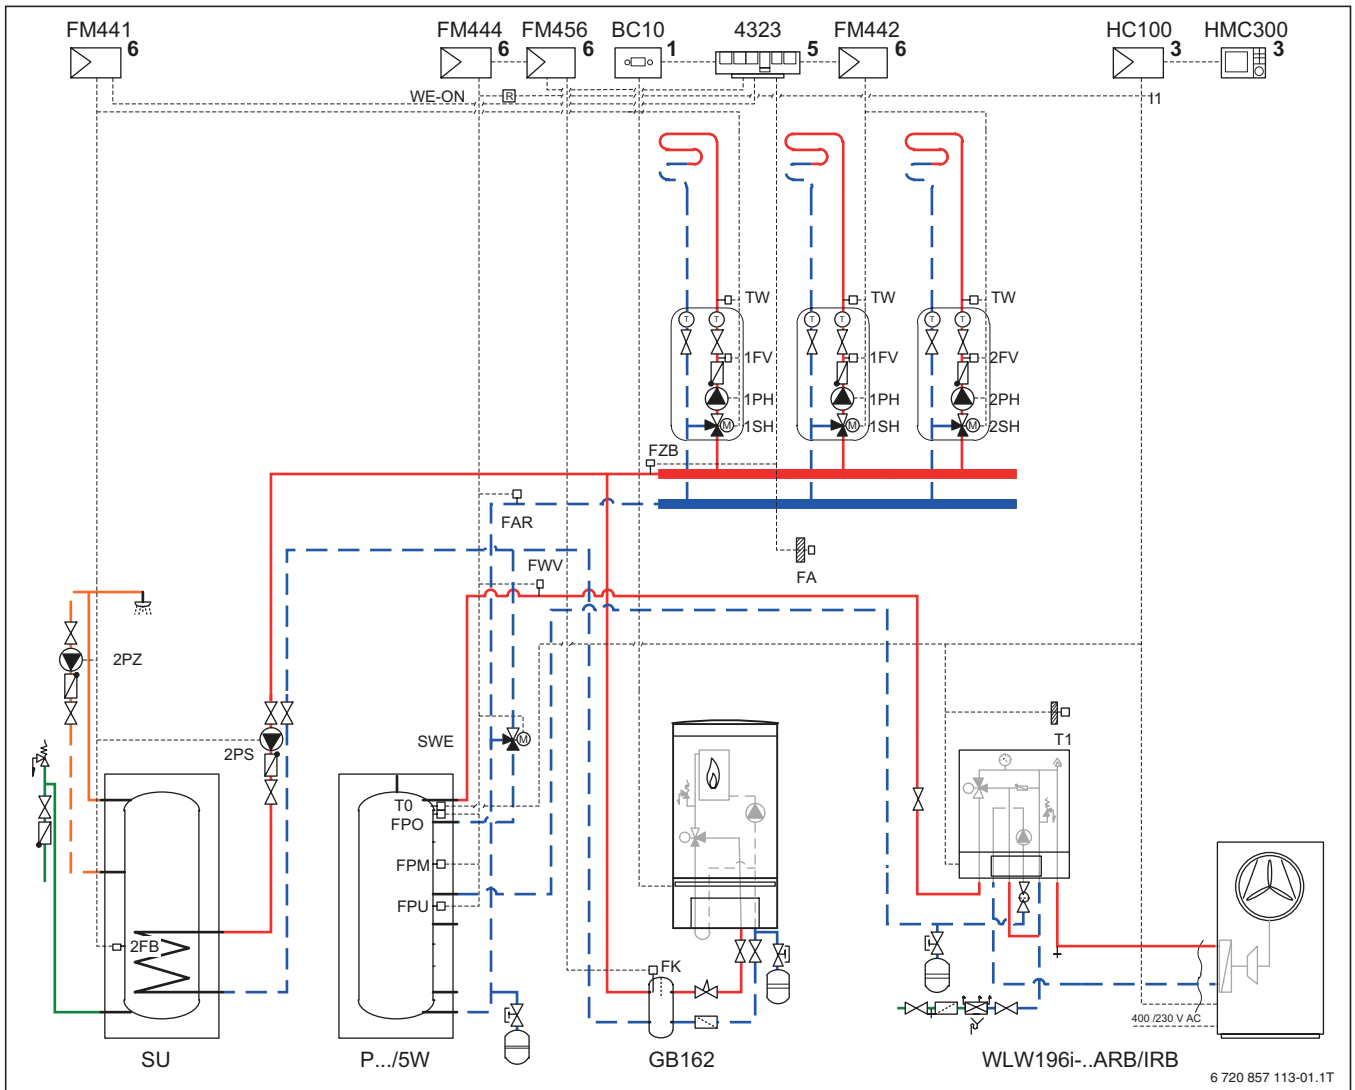 FM441
6
FM444
6
FM456
6
BC10
1
4323
5
FM442
6
HC100
3
HMC300
3
WE-ON
R
I1
TW
TW
TW
T
T
T
T
T
T
1FV
1FV
2FV
1PH
1PH
2PH
M
1SH
M
1SH
M
2SH
FZB
FAR
FWV
FA
2PZ
2PS
SWE
M
T1
T0
FPO
FPM
FPU
2FB
FK
400 /230 V AC
SU
P.../5W
GB162
WLW196i-..ARB/IRB
6 720 857 113-01.1T